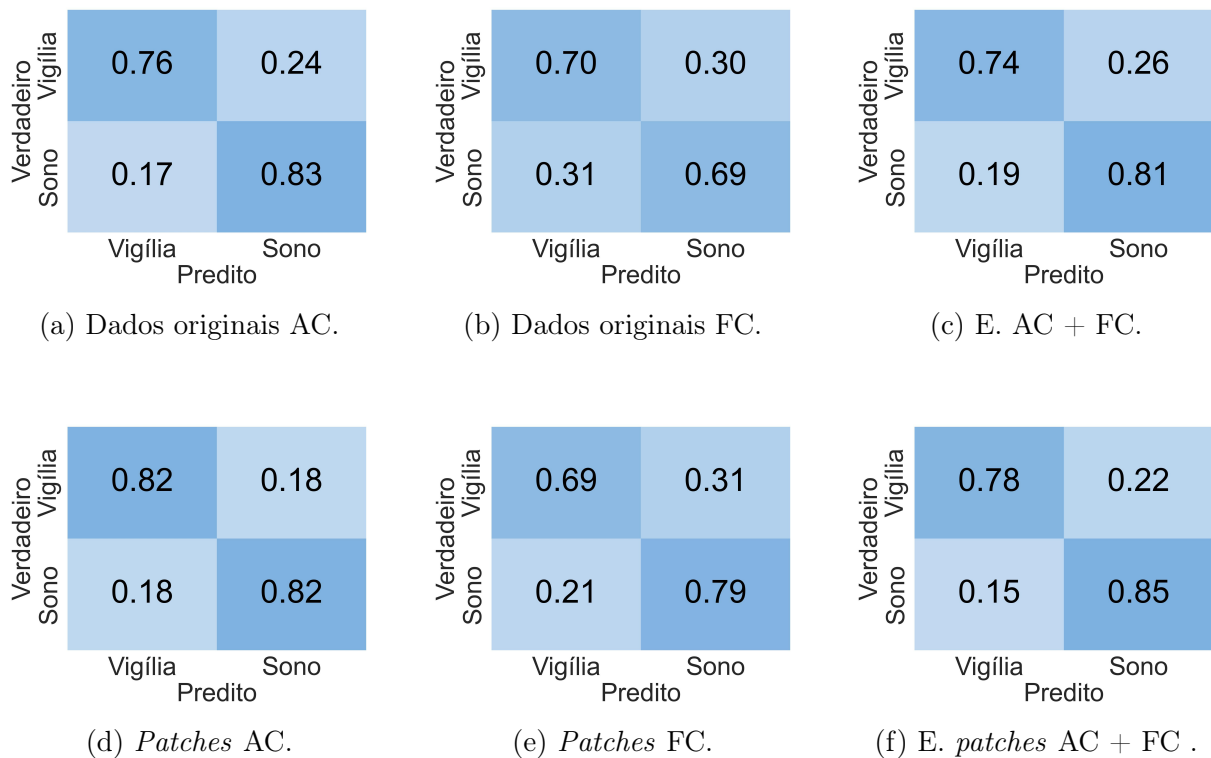 Verdadeiro
Vigília
Sono
0.76 0.24
0.17 0.83
Vigília Sono
Predito
(a) Dados originais AC.
Verdadeiro
Vigília
Sono
0.70 0.30
0.31 0.69
Vigília Sono
Predito
(b) Dados originais FC.
Verdadeiro
Vigília
Sono
0.74 0.26
0.19 0.81
Vigília Sono
Predito
(c) E. AC + FC.
Verdadeiro
Vigília
Sono
0.82 0.18
0.18 0.82
Vigília Sono
Predito
(d) Patches AC.
Verdadeiro
Vigília
Sono
0.69 0.31
0.21 0.79
Vigília Sono
Predito
(e) Patches FC.
Verdadeiro
Vigília
Sono
0.78 0.22
0.15 0.85
Vigília Sono
Predito
(f) E. patches AC + FC .